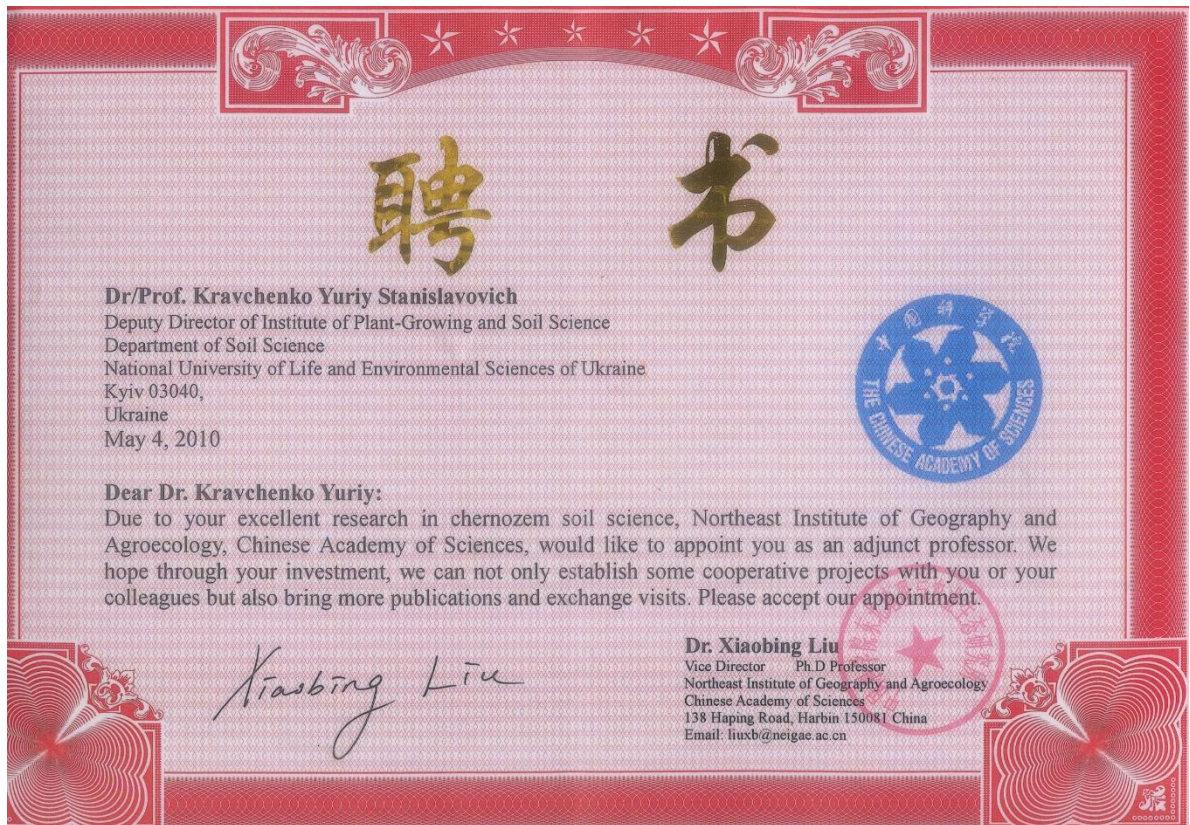 聘书
Dr/Prof. Kravchenko Yuriy Stanislavovich
Deputy Director of Institute of Plant-Growing and Soil Science
Department of Soil Science
National University of Life and Environmental Sciences of Ukraine
Kyiv 03040,
Ukraine
May 4, 2010
中国科学院
THE CHINESE ACADEMY OF SCIENCES
Dear Dr. Kravchenko Yuriy:
Due to your excellent research in chernozem soil science, Northeast Institute of Geography and
Agroecology, Chinese Academy of Sciences, would like to appoint you as an adjunct professor. We
hope through your investment, we can not only establish some cooperative projects with you or your
colleagues but also bring more publications and exchange visits. Please accept our appointment.
Xiaobing Liu
Dr. Xiaobing Liu
Vice Director Ph.D Professor
Northeast Institute of Geography and Agroecology
Chinese Academy of Sciences
138 Haping Road, Harbin 150081 China
Email: liuxb@neigae.ac.cn